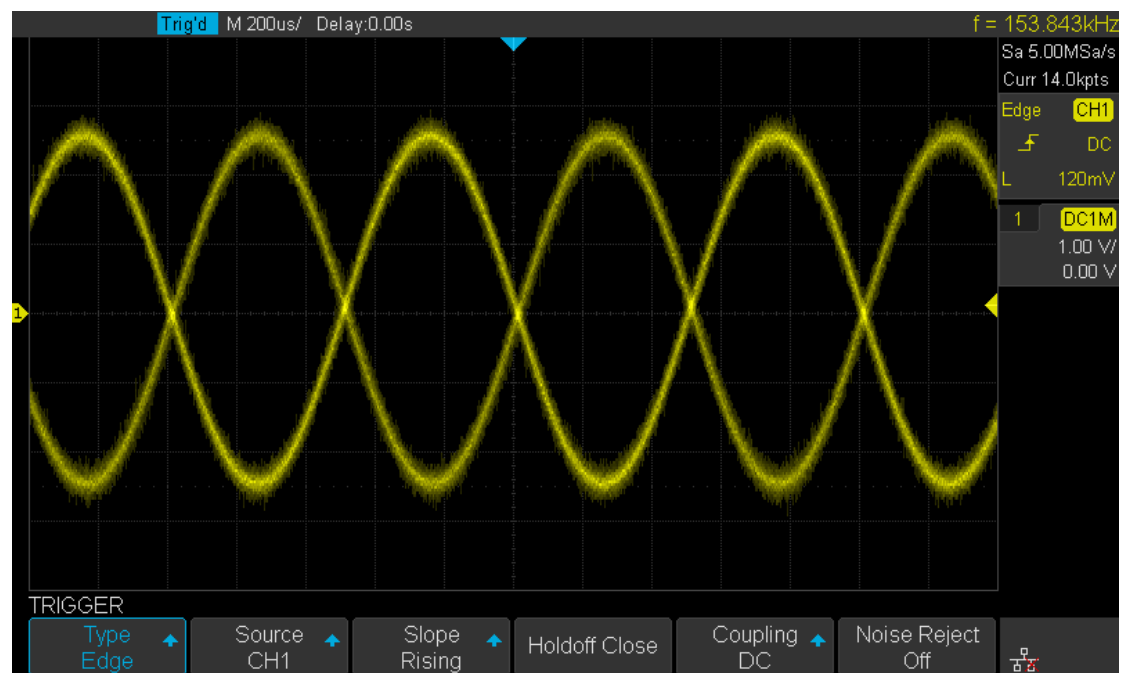 Trig'd M 200us/ Delay:0.00s f = 153.843kHz
Sa 5.00MSa/s
Curr 14.0kpts
Edge CH1
DC
L 120mV
1 DC1M
1.00 V/
0.00 V
1
TRIGGER
Type Source Slope Holdoff Close Coupling Noise Reject
Edge CH1 Rising DC Off